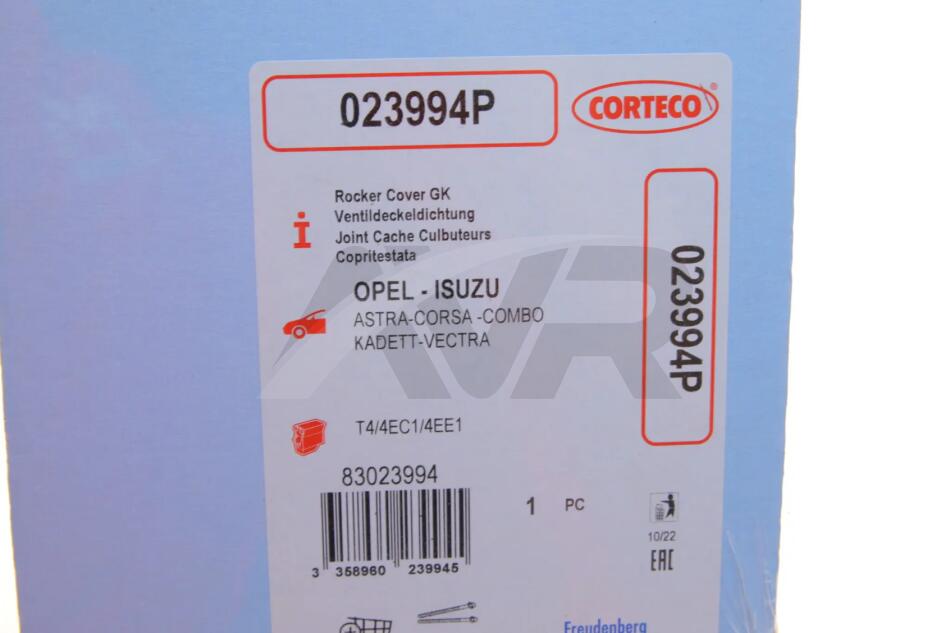 023994P
CORTECO®
Rocker Cover GK
Ventildeckeldichtung
Joint Cache Culbuteurs
Copritestata
OPEL - ISUZU
ASTRA-CORSA -COMBO
KADETT-VECTRA
023994P
T4/4EC1/4EE1
83023994
1 PC
3 358960 239945
10/22
EAC
Freudenberg
AVR